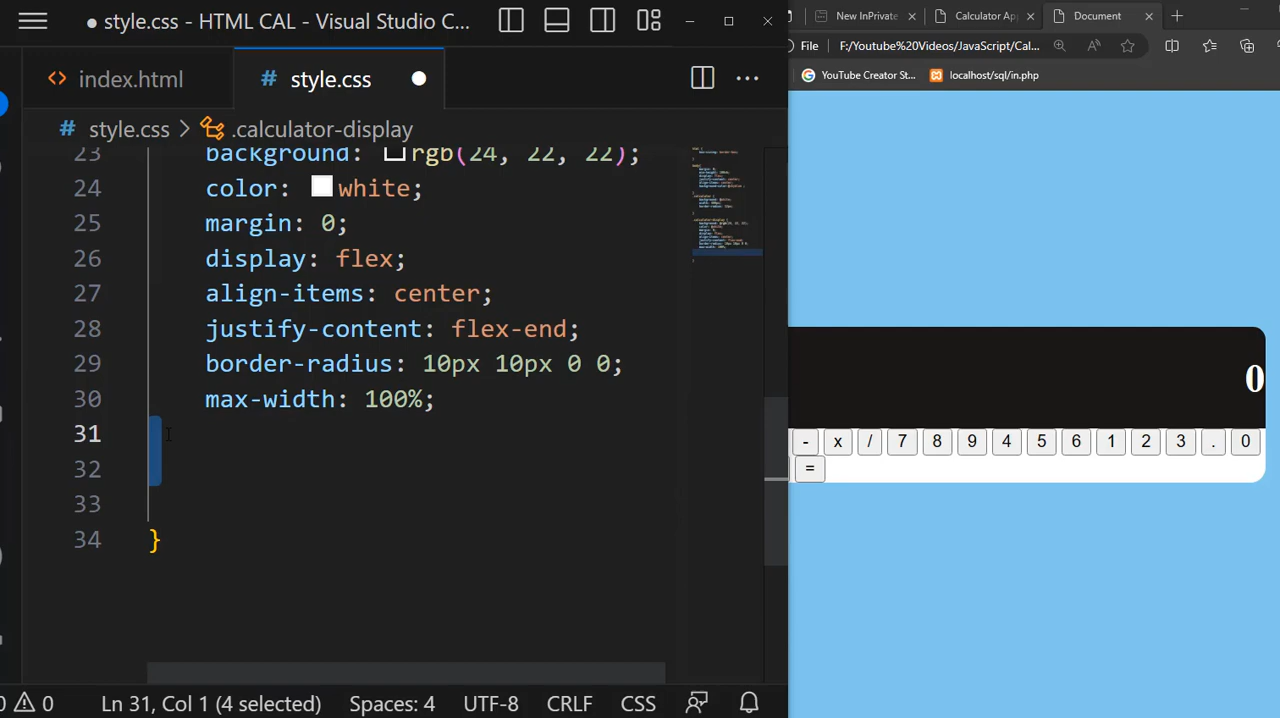 style.css - HTML CAL - Visual Studio C...
index.html
# style.css
# style.css > .calculator-display
23 background: rgb(24, 22, 22);
24 color: white;
25 margin: 0;
26 display: flex;
27 align-items: center;
28 justify-content: flex-end;
29 border-radius: 10px 10px 0 0;
30 max-width: 100%;
31
32
33
34 }
0 0 Ln 31, Col 1 (4 selected) Spaces: 4 UTF-8 CRLF CSS
New InPrivate
Calculator Ap
Document
File F:/Youtube%20Videos/JavaScript/Cal...
YouTube Creator St...
localhost/sql/in.php
0
- x / 7 8 9 4 5 6 1 2 3 . 0
=